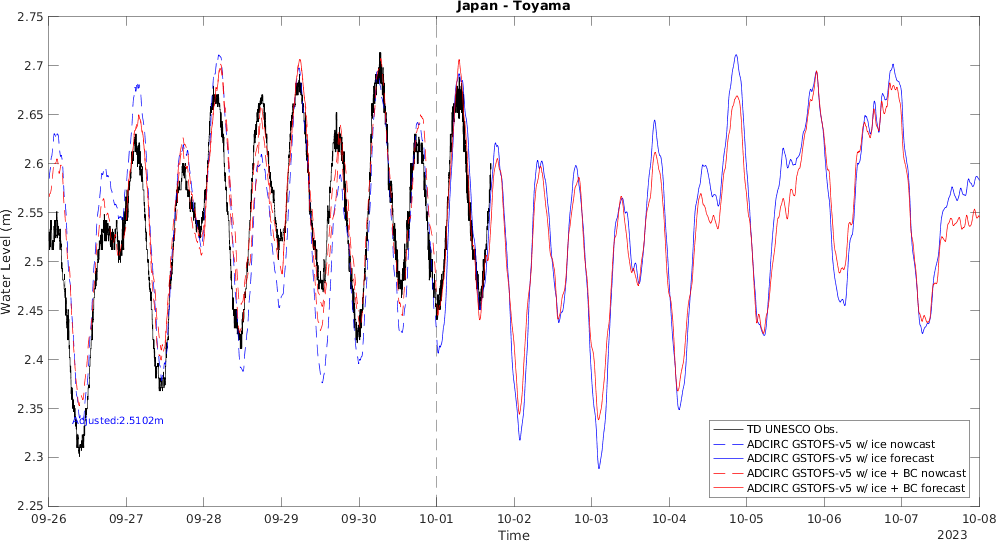 Japan - Toyama
Water Level (m)
2.75
2.7
2.65
2.6
2.55
2.5
2.45
2.4
2.35
2.3
2.25
Adjusted:2.5102m
TD UNESCO Obs.
ADCIRC GSTOFS-v5 w/ ice nowcast
ADCIRC GSTOFS-v5 w/ ice forecast
ADCIRC GSTOFS-v5 w/ ice + BC nowcast
ADCIRC GSTOFS-v5 w/ ice + BC forecast
09-26 09-27 09-28 09-29 09-30 10-01 10-02 10-03 10-04 10-05 10-06 10-07 10-08
Time
2023